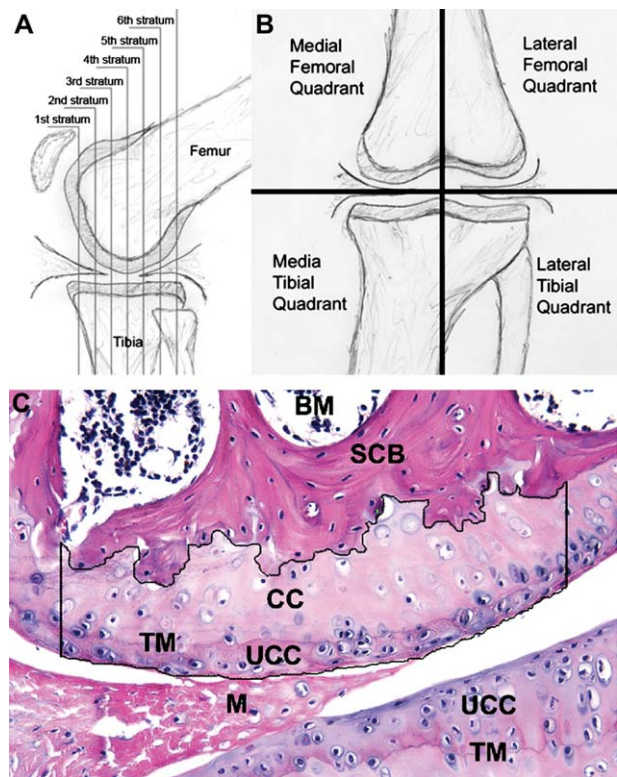 A
6th stratum
5th stratum
4th stratum
3rd stratum
2nd stratum
1st stratum
Femur
Tibia
B
Medial
Femoral
Quadrant
Lateral
Femoral
Quadrant
Media
Tibial
Quadrant
Lateral
Tibial
Quadrant
C
BM
SCB
CC
TM
UCC
M
UCC
TM